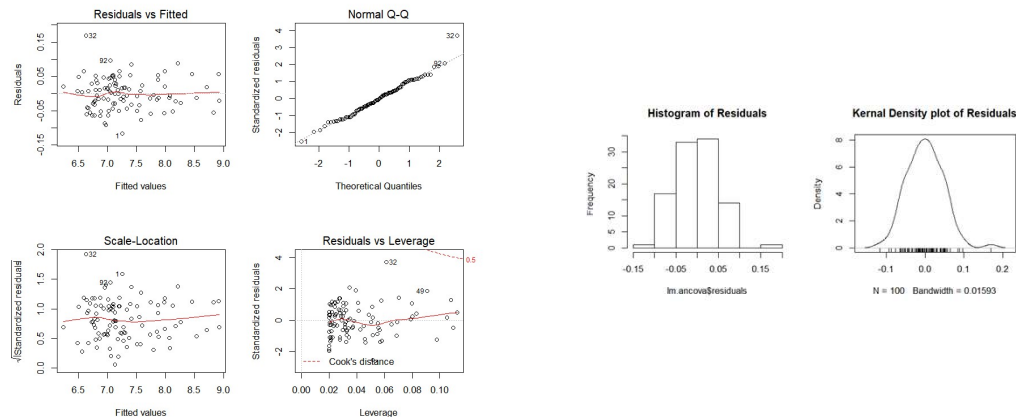 Residuals vs Fitted
Residuals
-0.15 -0.05 0.05 0.15
32
92
1
6.5 7.0 7.5 8.0 8.5 9.0
Fitted values
Normal Q-Q
Standardized residuals
-2 -1 0 1 2 3 4
32
92
1
-2 -1 0 1 2
Theoretical Quantiles
Scale-Location
√|Standardized residuals|
0.0 0.5 1.0 1.5 2.0
32
1
92
6.5 7.0 7.5 8.0 8.5 9.0
Fitted values
Residuals vs Leverage
Standardized residuals
-2 0 2 4
32
49
0.5
Cook's distance
0.00 0.02 0.04 0.06 0.08 0.10
Leverage
Histogram of Residuals
Frequency
0 10 20 30
-0.15 -0.05 0.05 0.15
lm.ancova$residuals
Kernal Density plot of Residuals
Density
0 2 4 6 8
-0.1 0.0 0.1 0.2
N = 100 Bandwidth = 0.01593